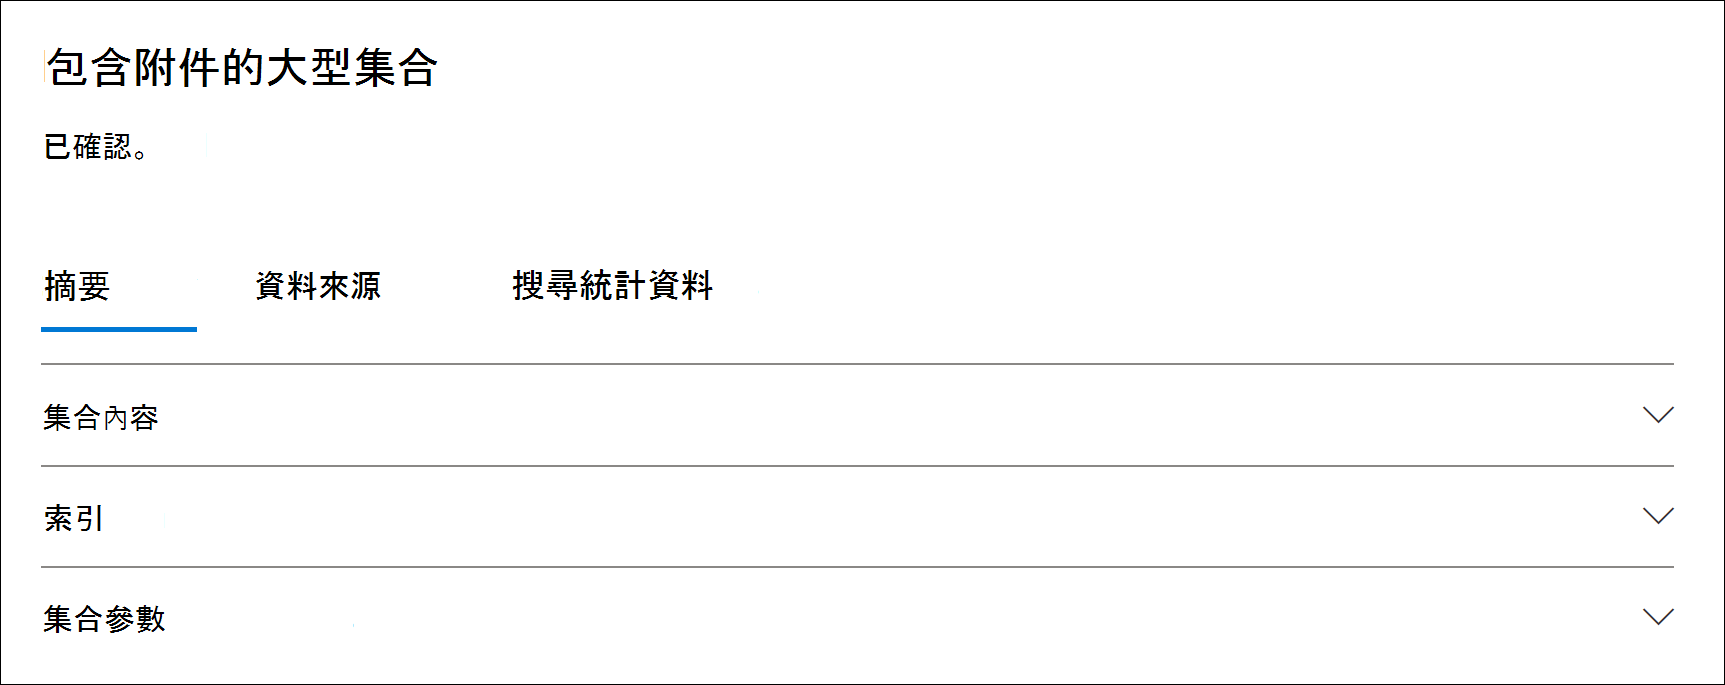 包含附件的大型集合
已確認。
摘要 資料來源 搜尋統計資料
集合內容
索引
集合參數